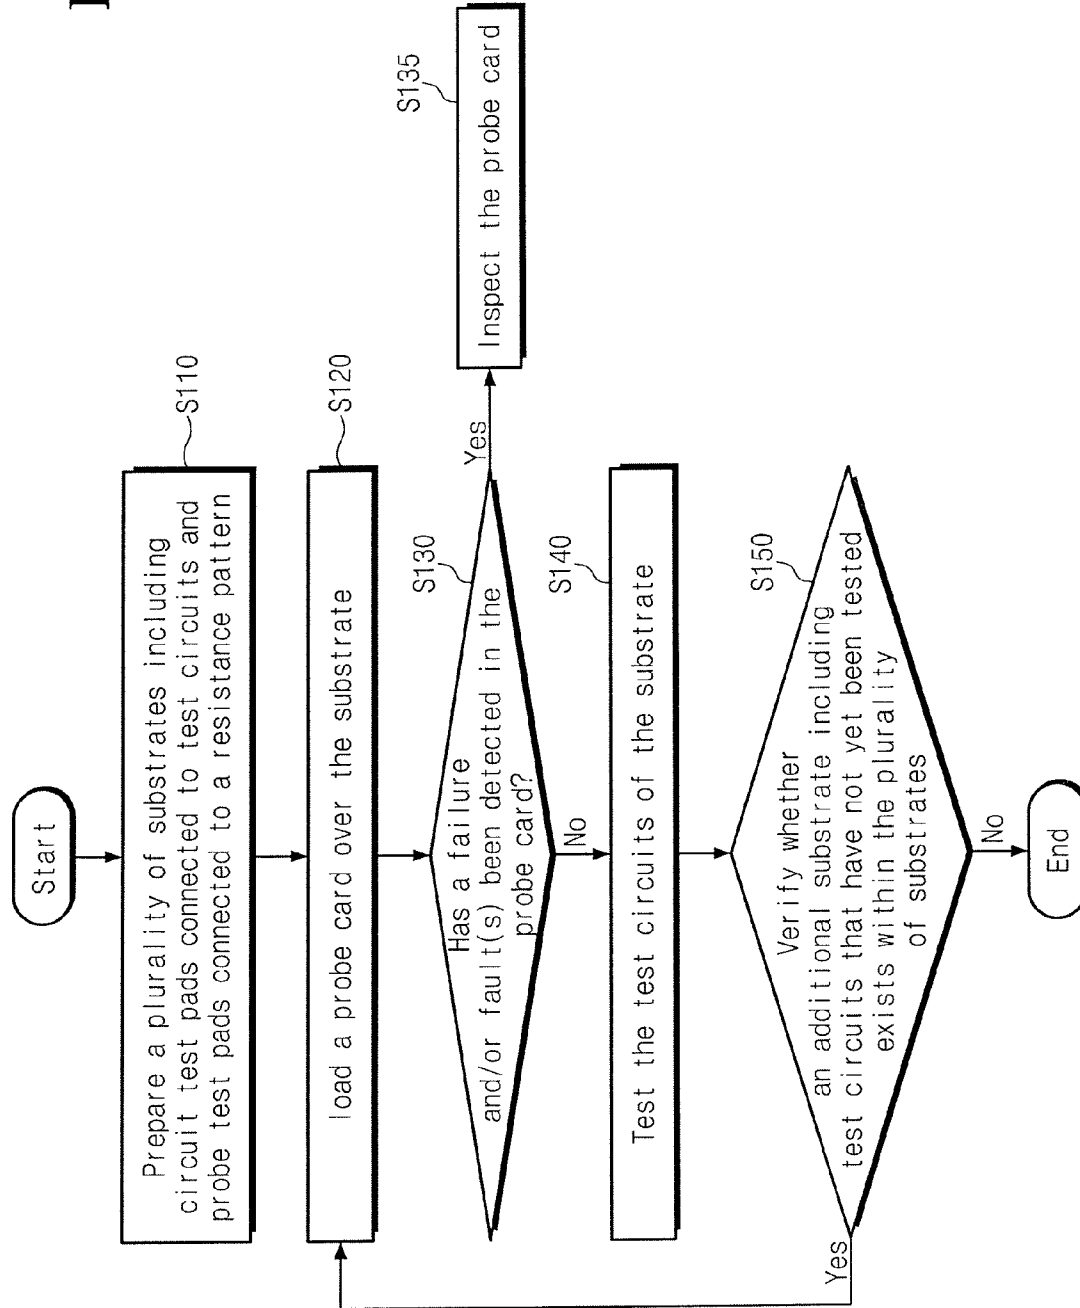 Start
Prepare a plurality of substrates including
circuit test pads connected to test circuits and
probe test pads connected to a resistance pattern
S110
load a probe card over the substrate
S120
Has a failure
and/or fault(s) been detected in the
probe card?
S130
Yes
Inspect the probe card
S135
No
Test the test circuits of the substrate
S140
Verify whether
an additional substrate including
test circuits that have not yet been tested
exists within the plurality
of substrates
S150
Yes
No
End